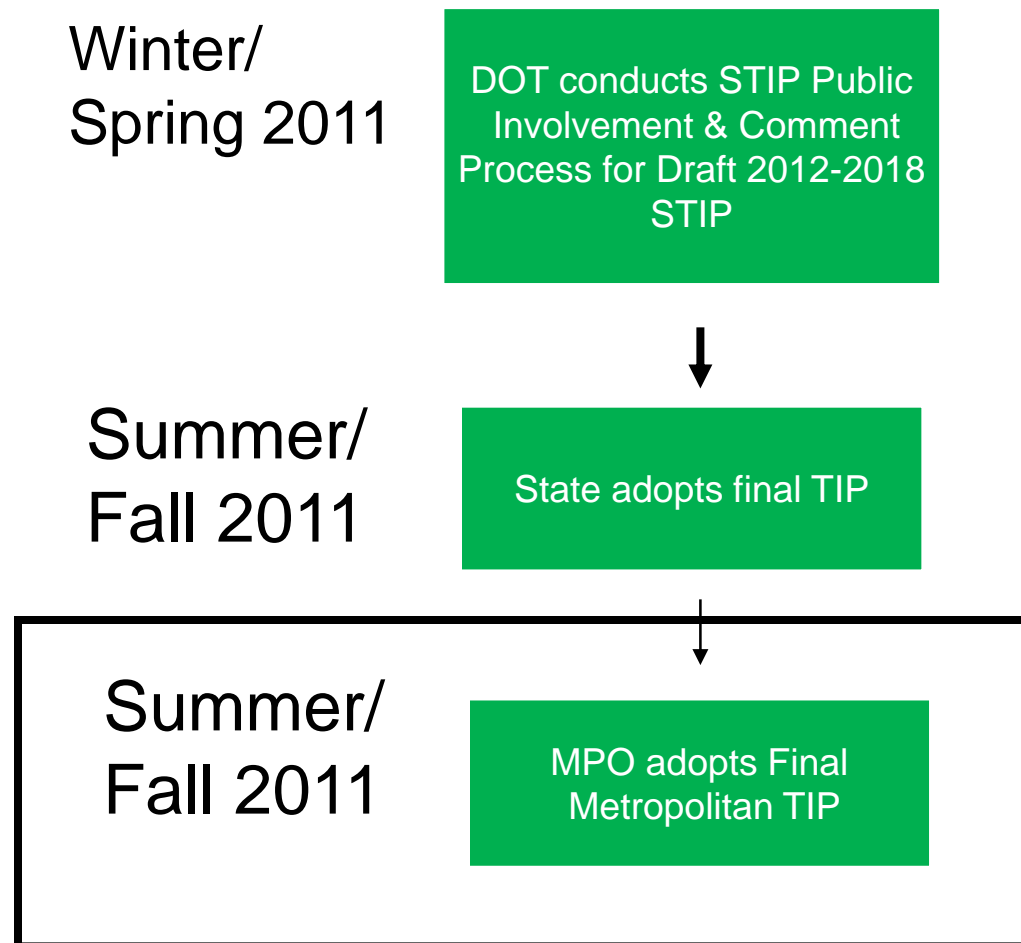 Winter/
Spring 2011
DOT conducts STIP Public
Involvement & Comment
Process for Draft 2012-2018
STIP
Summer/
Fall 2011
State adopts final TIP
Summer/
Fall 2011
MPO adopts Final
Metropolitan TIP